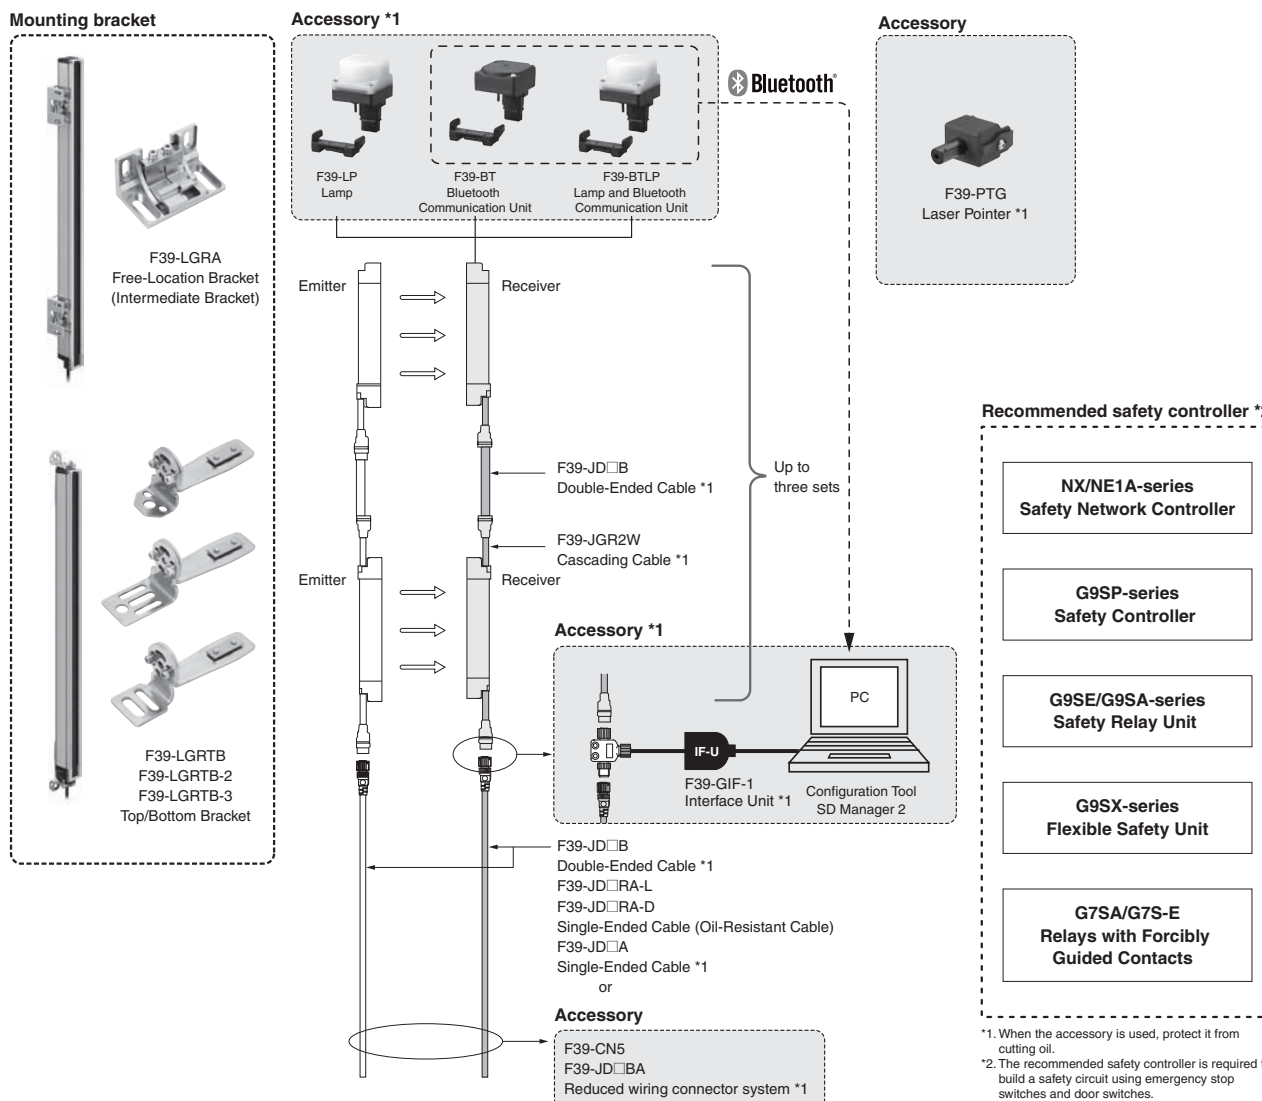 Mounting bracket
F39-LGRA
Free-Location Bracket
(Intermediate Bracket)
F39-LGRTB
F39-LGRTB-2
F39-LGRTB-3
Top/Bottom Bracket
Accessory *1
F39-LP
Lamp
F39-BT
Bluetooth
Communication Unit
F39-BTLP
Lamp and Bluetooth
Communication Unit
Bluetooth®
Accessory
F39-PTG
Laser Pointer *1
Emitter
Receiver
F39-JD□B
Double-Ended Cable *1
F39-JGR2W
Cascading Cable *1
Up to
three sets
Emitter
Receiver
Accessory *1
PC
IF-U
F39-GIF-1
Interface Unit *1
Configuration Tool
SD Manager 2
F39-JD□B
Double-Ended Cable *1
F39-JD□RA-L
F39-JD□RA-D
Single-Ended Cable (Oil-Resistant Cable)
F39-JD□A
Single-Ended Cable *1
or
Accessory
F39-CN5
F39-JD□BA
Reduced wiring connector system *1
Recommended safety controller *2
NX/NE1A-series
Safety Network Controller
G9SP-series
Safety Controller
G9SE/G9SA-series
Safety Relay Unit
G9SX-series
Flexible Safety Unit
G7SA/G7S-E
Relays with Forcibly
Guided Contacts
*1. When the accessory is used, protect it from
cutting oil.
*2. The recommended safety controller is required
build a safety circuit using emergency stop
switches and door switches.